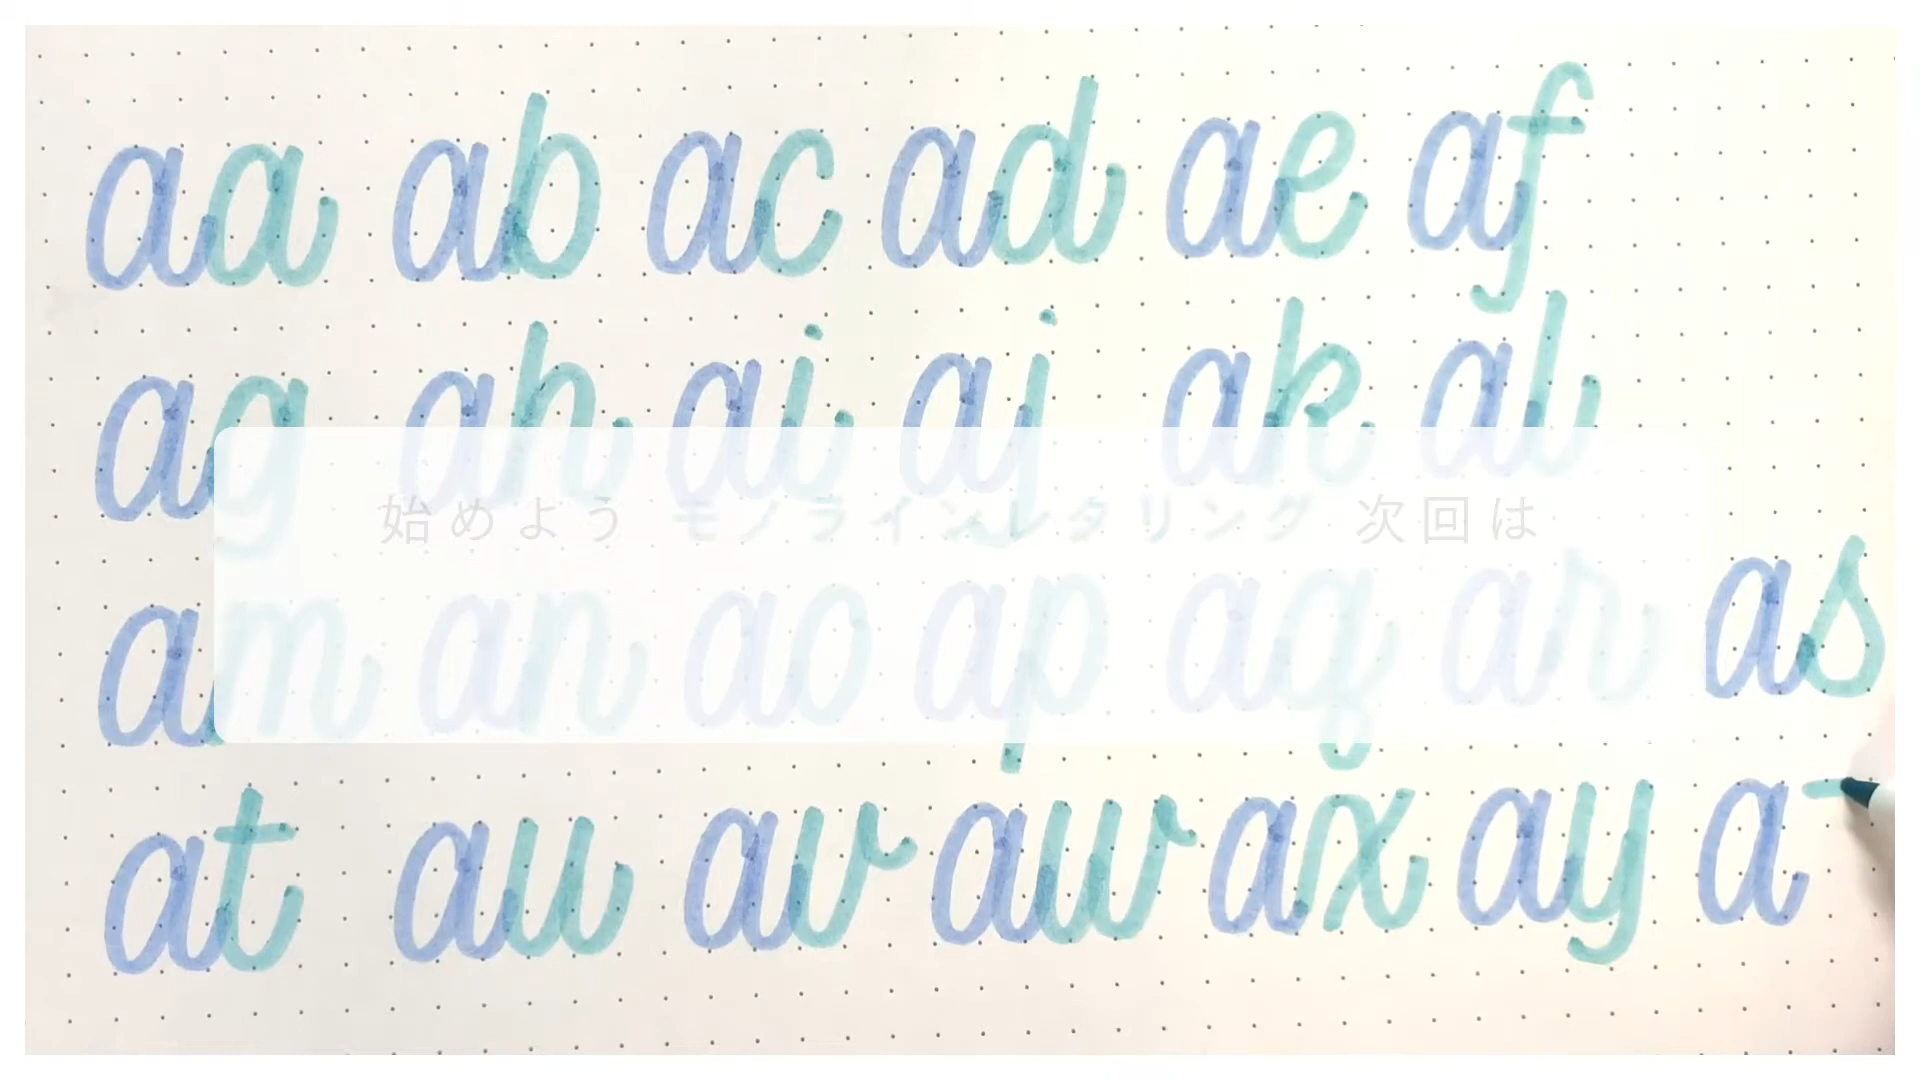 aa ab ac ad ae af
ag ah ai aj ak al
始めよう モノラインレタリング 次回は
am an ao ap aq ar as
at au av aw ax ay a